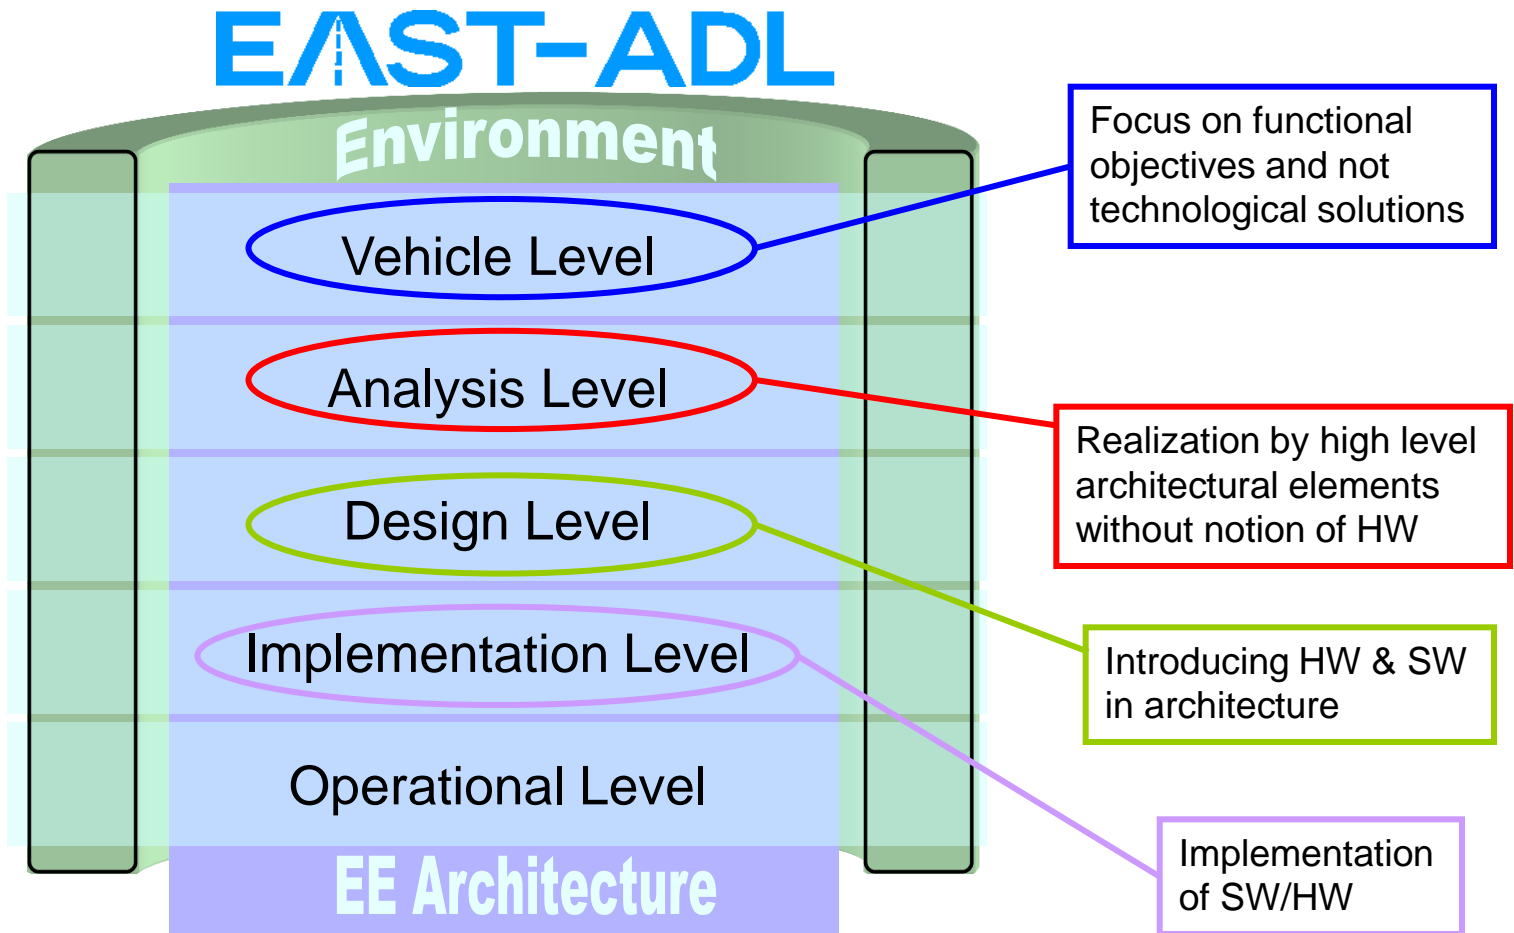 EAST-ADL
Environment
Vehicle Level
Analysis Level
Design Level
Implementation Level
Operational Level
EE Architecture
Focus on functional
objectives and not
technological solutions
Realization by high level
architectural elements
without notion of HW
Introducing HW & SW
in architecture
Implementation
of SW/HW